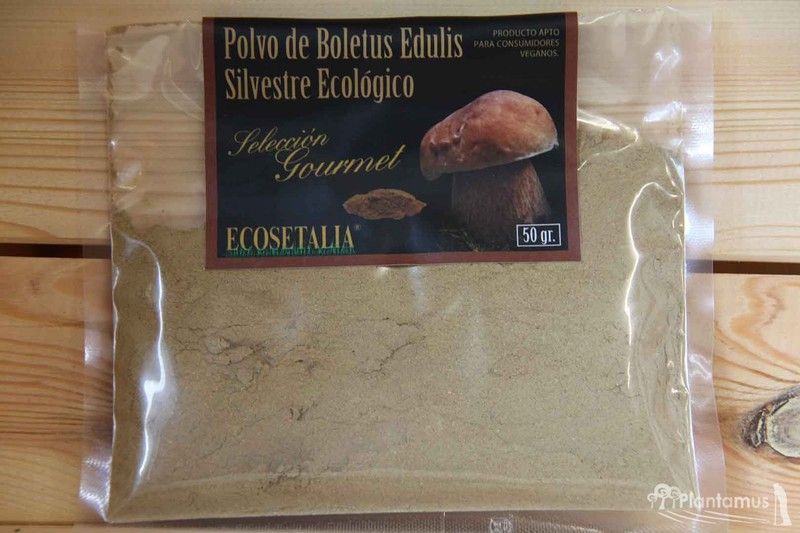 Polvo de Boletus Edulis
Silvestre Ecológico
PRODUCTO APTO
PARA CONSUMIDORES
VEGANOS.
Selección
Gourmet
ECOSETALIA®
50 gr.
Plantamus